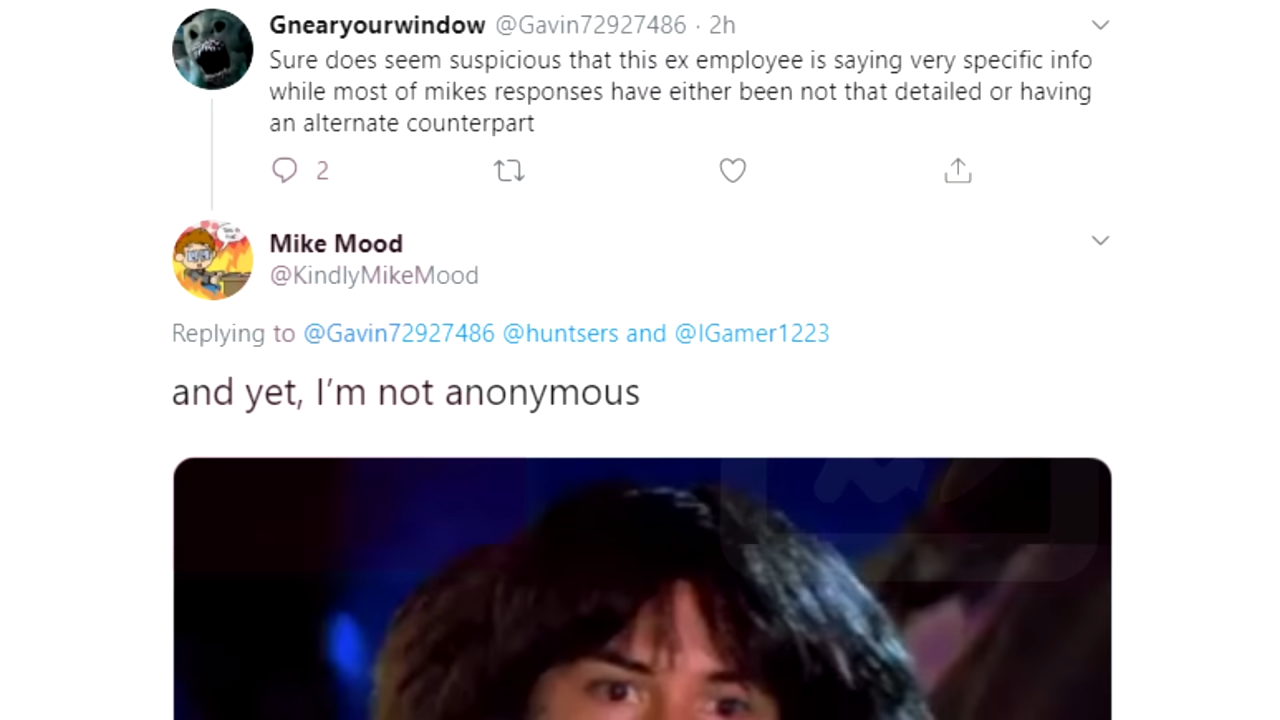 Gnearyourwindow @Gavin72927486 · 2h
Sure does seem suspicious that this ex employee is saying very specific info
while most of mikes responses have either been not that detailed or having
an alternate counterpart
2
Mike Mood
@KindlyMikeMood
Replying to @Gavin72927486 @huntsers and @IGamer1223
and yet, I’m not anonymous